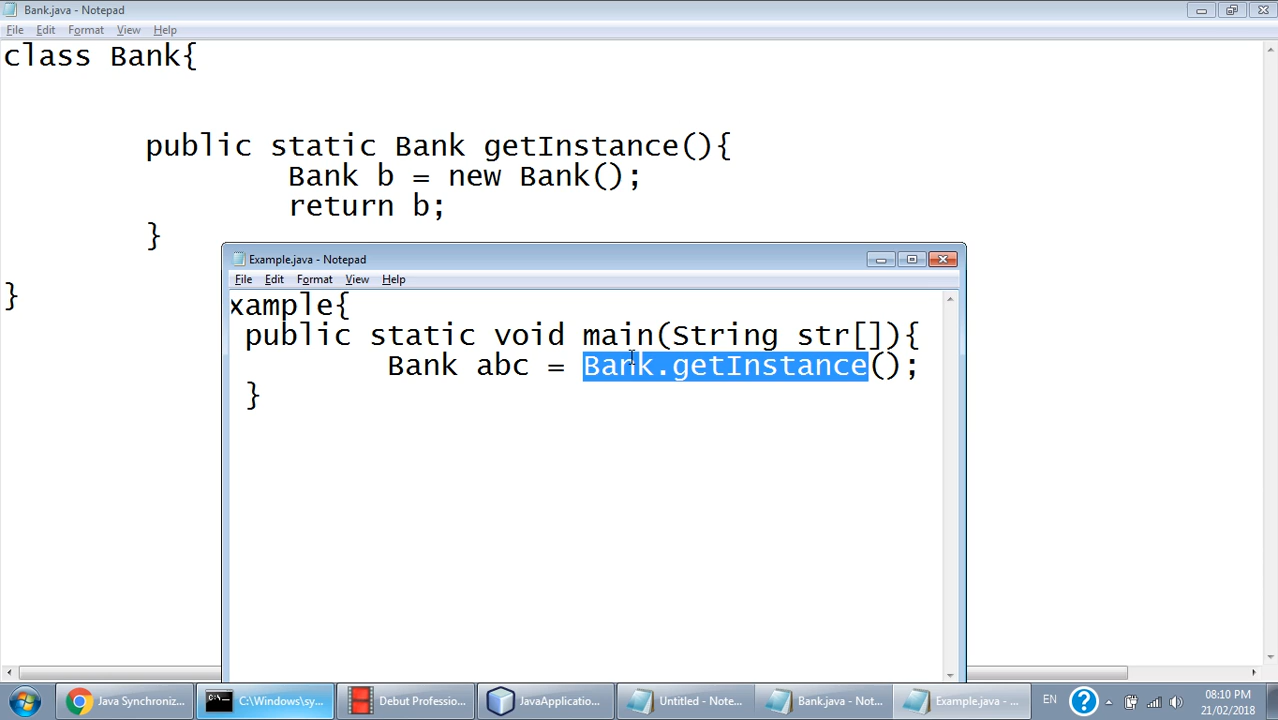 Bank.java - Notepad
File Edit Format View Help
class Bank{
public static Bank getInstance(){
Bank b = new Bank();
return b;
}
}
Example.java - Notepad
File Edit Format View Help
xample{
public static void main(String str[]){
Bank abc = Bank.getInstance();
}
Java Synchroniz... C:\Windows\sy... Debut Professio... JavaApplicatio... Untitled - Note... Bank.java - Not... Example.java - ... EN ? 08:10 PM
21/02/2018